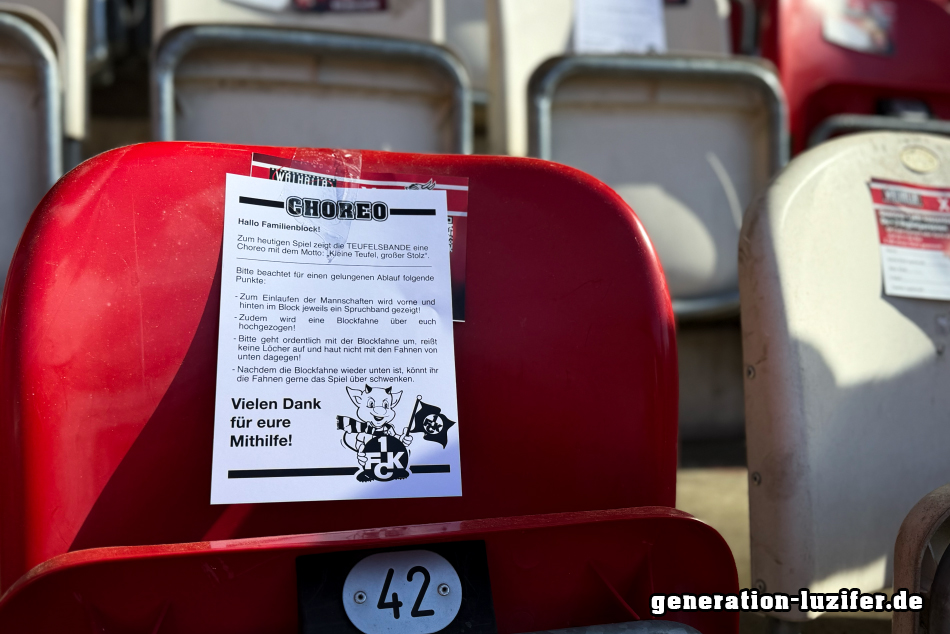 CHOREO
Hallo Familienblock!
Zum heutigen Spiel zeigt die TEUFELSBANDE eine
Choreo mit dem Motto: „Kleine Teufel, großer Stolz“.
Bitte beachtet für einen gelungenen Ablauf folgende
Punkte:
- Zum Einlaufen der Mannschaften wird vorne und
hinten im Block jeweils ein Spruchband gezeigt!
- Zudem wird eine Blockfahne über euch
hochgezogen!
- Bitte geht ordentlich mit der Blockfahne um, reißt
keine Löcher auf und haut nicht mit den Fahnen von
unten dagegen!
- Nachdem die Blockfahne wieder unten ist, könnt ihr
die Fahnen gerne das Spiel über schwenken.
Vielen Dank
für eure
Mithilfe!
1
FCK
42
generation-luzifer.de